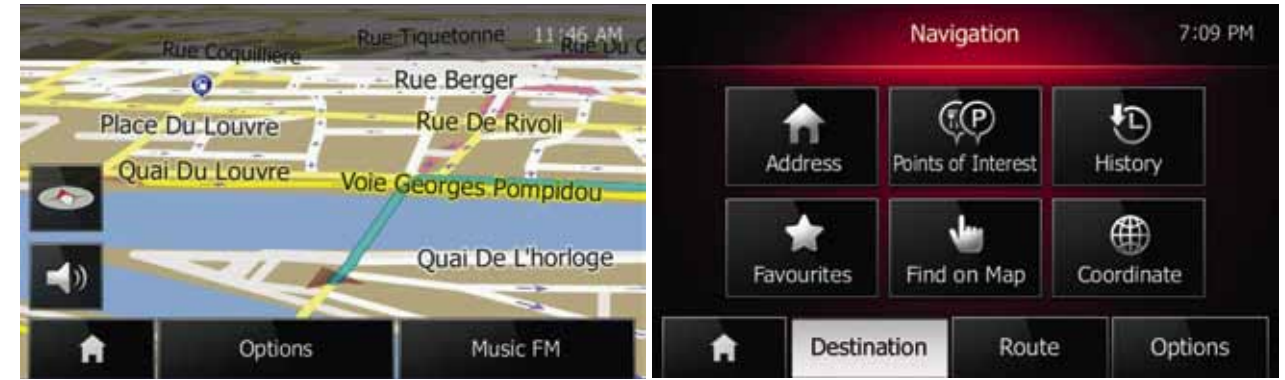 Rue Coquilliere
Rue Tiquetonne
11:46 AM
Rue Du C
Rue Berger
Place Du Louvre
Rue De Rivoli
Quai Du Louvre
Voie Georges Pompidou
Quai De L'horloge
Options
Music FM
Navigation
7:09 PM
Address
Points of Interest
History
Favourites
Find on Map
Coordinate
Destination
Route
Options